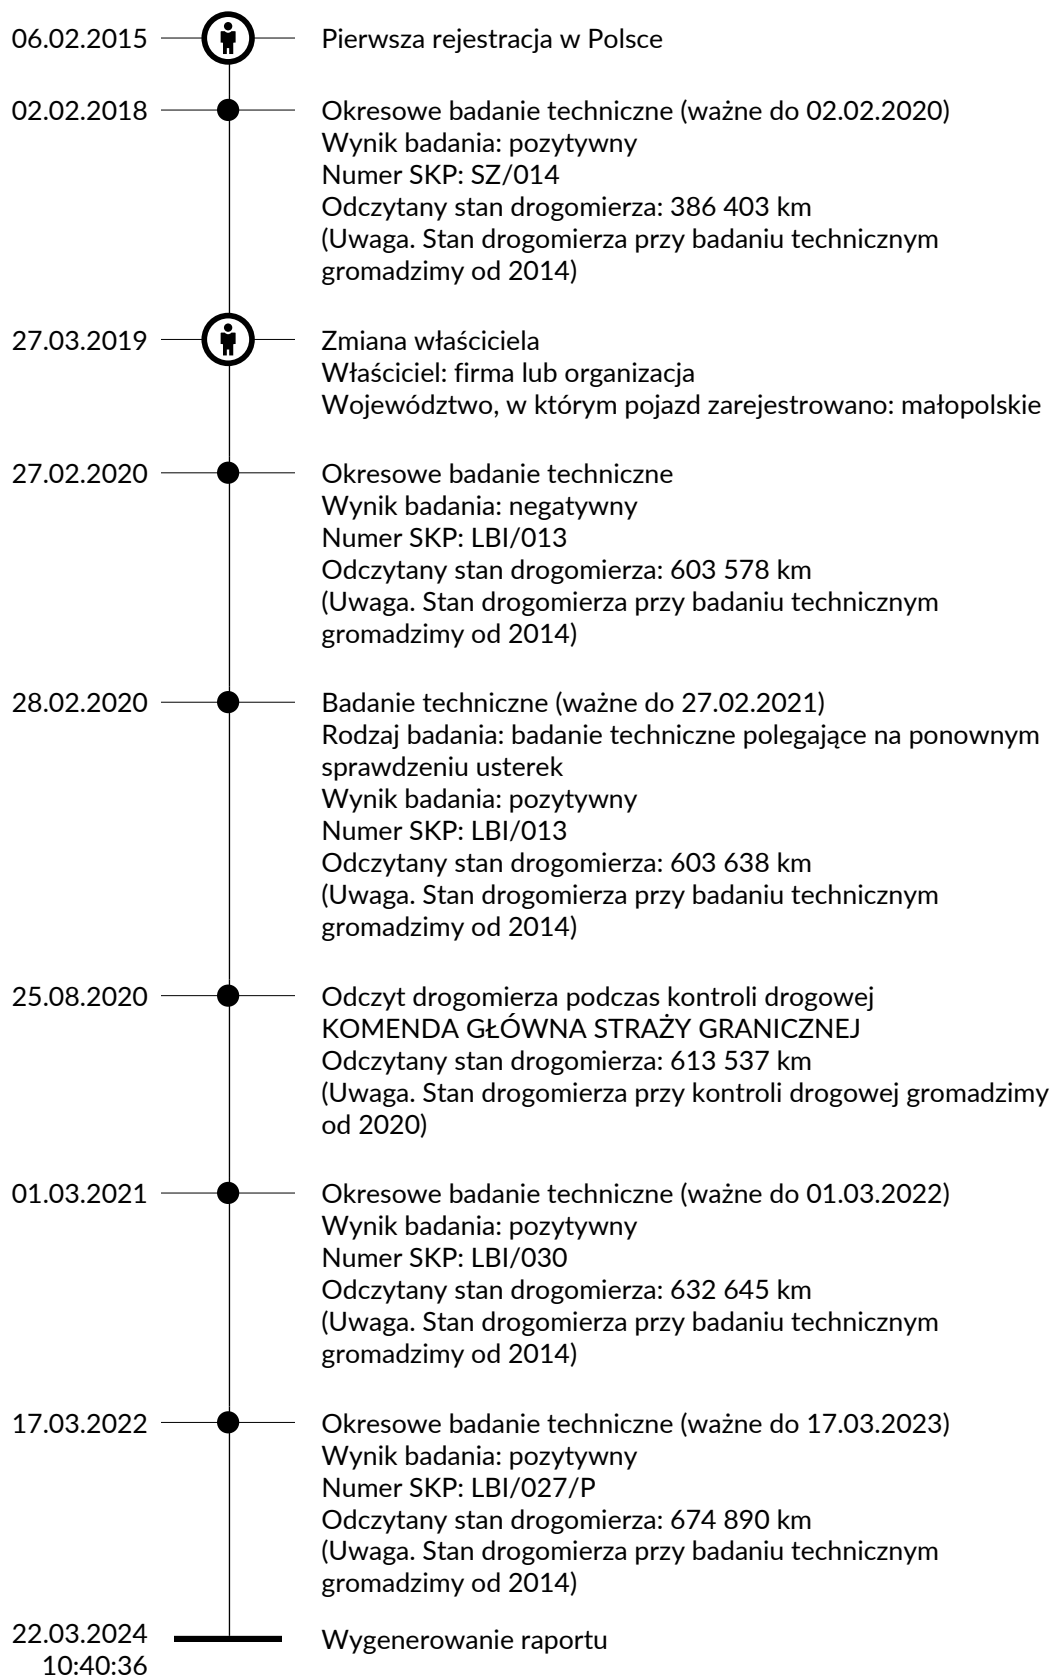 06.02.2015 Pierwsza rejestracja w Polsce
02.02.2018 Okresowe badanie techniczne (ważne do 02.02.2020)
Wynik badania: pozytywny
Numer SKP: SZ/014
Odczytany stan drogomierza: 386 403 km
(Uwaga. Stan drogomierza przy badaniu technicznym
gromadzimy od 2014)
27.03.2019 Zmiana właściciela
Właściciel: firma lub organizacja
Województwo, w którym pojazd zarejestrowano: małopolskie
27.02.2020 Okresowe badanie techniczne
Wynik badania: negatywny
Numer SKP: LBI/013
Odczytany stan drogomierza: 603 578 km
(Uwaga. Stan drogomierza przy badaniu technicznym
gromadzimy od 2014)
28.02.2020 Badanie techniczne (ważne do 27.02.2021)
Rodzaj badania: badanie techniczne polegające na ponownym
sprawdzeniu usterek
Wynik badania: pozytywny
Numer SKP: LBI/013
Odczytany stan drogomierza: 603 638 km
(Uwaga. Stan drogomierza przy badaniu technicznym
gromadzimy od 2014)
25.08.2020 Odczyt drogomierza podczas kontroli drogowej
KOMENDA GŁÓWNA STRAŻY GRANICZNEJ
Odczytany stan drogomierza: 613 537 km
(Uwaga. Stan drogomierza przy kontroli drogowej gromadzimy
od 2020)
01.03.2021 Okresowe badanie techniczne (ważne do 01.03.2022)
Wynik badania: pozytywny
Numer SKP: LBI/030
Odczytany stan drogomierza: 632 645 km
(Uwaga. Stan drogomierza przy badaniu technicznym
gromadzimy od 2014)
17.03.2022 Okresowe badanie techniczne (ważne do 17.03.2023)
Wynik badania: pozytywny
Numer SKP: LBI/027/P
Odczytany stan drogomierza: 674 890 km
(Uwaga. Stan drogomierza przy badaniu technicznym
gromadzimy od 2014)
22.03.2024 Wygenerowanie raportu
10:40:36